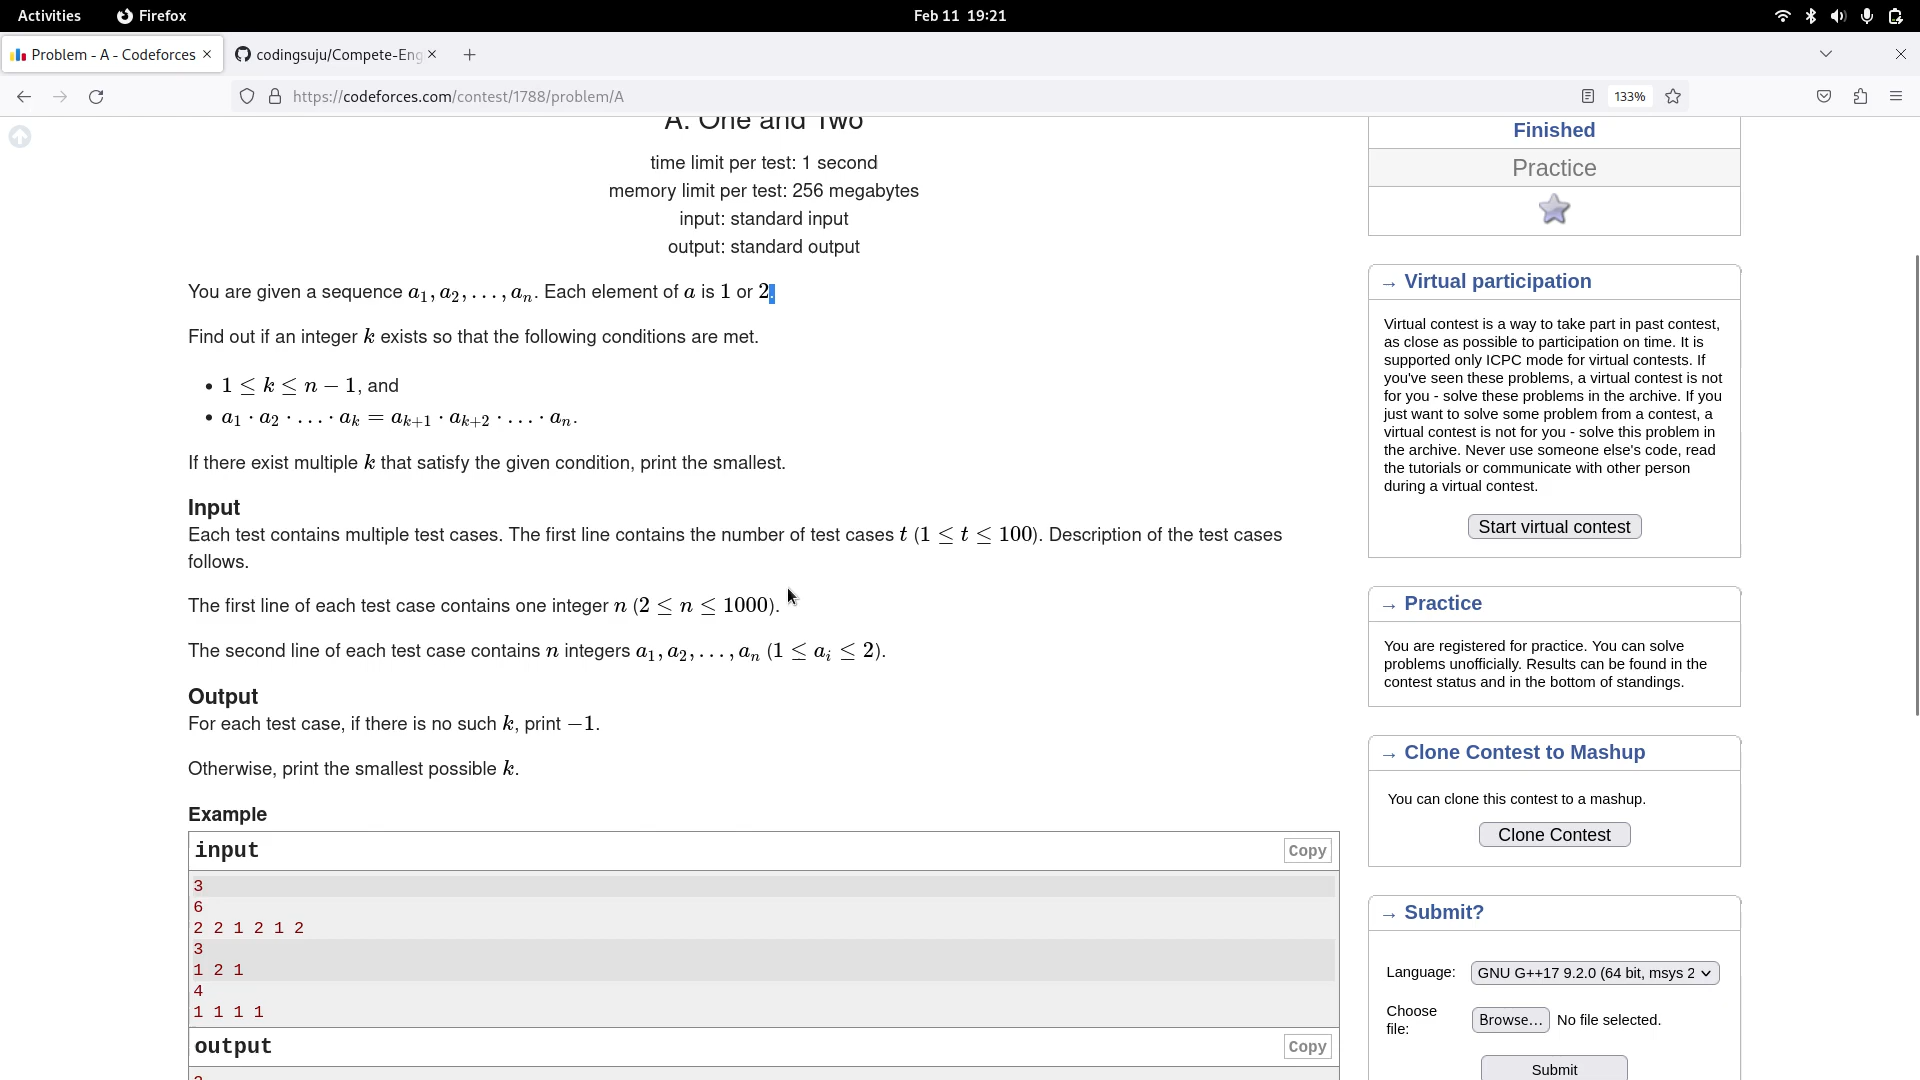 Activities Firefox Feb 11 19:21
Problem - A - Codeforces × codingsuju/Compete-Eng × +
https://codeforces.com/contest/1788/problem/A 133%
A. One and Two
time limit per test: 1 second
memory limit per test: 256 megabytes
input: standard input
output: standard output
You are given a sequence a₁, a₂, …, aₙ. Each element of a is 1 or 2.
Find out if an integer k exists so that the following conditions are met.
• 1 ≤ k ≤ n − 1, and
• a₁ · a₂ · … · aₖ = aₖ₊₁ · aₖ₊₂ · … · aₙ.
If there exist multiple k that satisfy the given condition, print the smallest.
Input
Each test contains multiple test cases. The first line contains the number of test cases t (1 ≤ t ≤ 100). Description of the test cases
follows.
The first line of each test case contains one integer n (2 ≤ n ≤ 1000).
The second line of each test case contains n integers a₁, a₂, …, aₙ (1 ≤ aᵢ ≤ 2).
Output
For each test case, if there is no such k, print −1.
Otherwise, print the smallest possible k.
Example
input Copy
3
6
2 2 1 2 1 2
3
1 2 1
4
1 1 1 1
output Copy
Finished
Practice
→ Virtual participation
Virtual contest is a way to take part in past contest,
as close as possible to participation on time. It is
supported only ICPC mode for virtual contests. If
you've seen these problems, a virtual contest is not
for you - solve these problems in the archive. If you
just want to solve some problem from a contest, a
virtual contest is not for you - solve this problem in
the archive. Never use someone else's code, read
the tutorials or communicate with other person
during a virtual contest.
Start virtual contest
→ Practice
You are registered for practice. You can solve
problems unofficially. Results can be found in the
contest status and in the bottom of standings.
→ Clone Contest to Mashup
You can clone this contest to a mashup.
Clone Contest
→ Submit?
Language: GNU G++17 9.2.0 (64 bit, msys 2
Choose
file: Browse... No file selected.
Submit